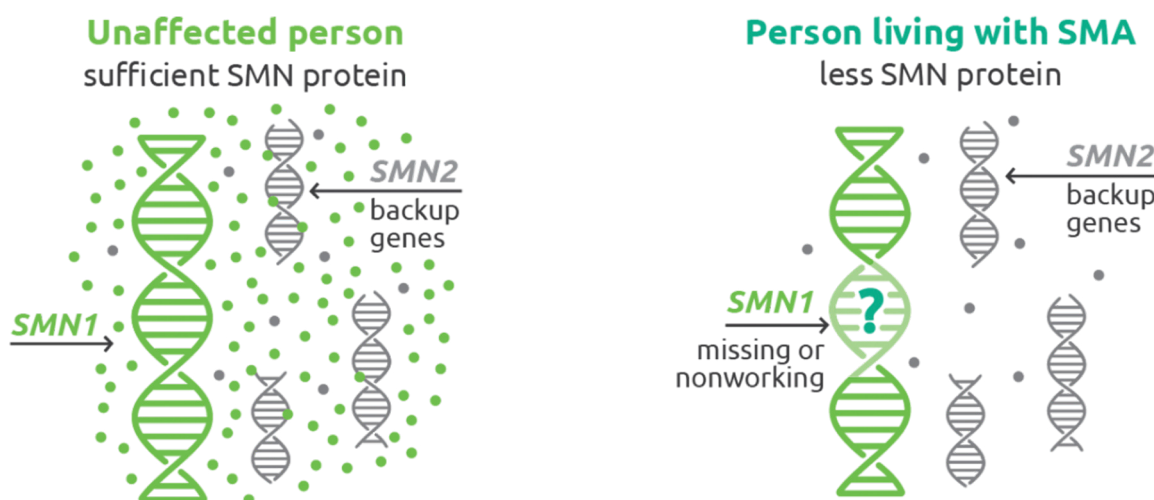 Unaffected person
sufficient SMN protein
SMN2
backup
genes
SMN1
Person living with SMA
less SMN protein
SMN2
backup
genes
SMN1
?
missing or
nonworking